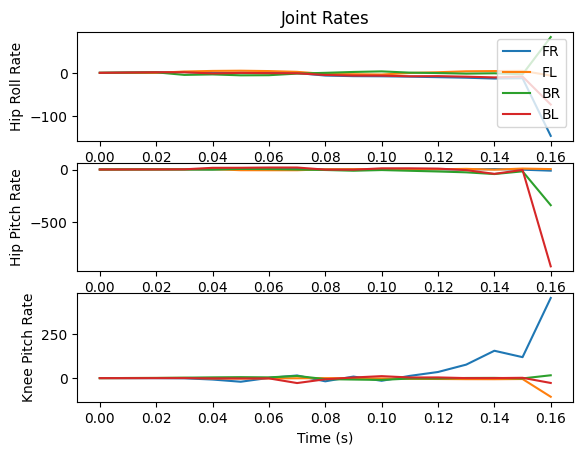 Joint Rates
Hip Roll Rate
0
−100
FR
FL
BR
BL
0.00 0.02 0.04 0.06 0.08 0.10 0.12 0.14 0.16
Hip Pitch Rate
0
−500
0.00 0.02 0.04 0.06 0.08 0.10 0.12 0.14 0.16
Knee Pitch Rate
250
0
0.00 0.02 0.04 0.06 0.08 0.10 0.12 0.14 0.16
Time (s)